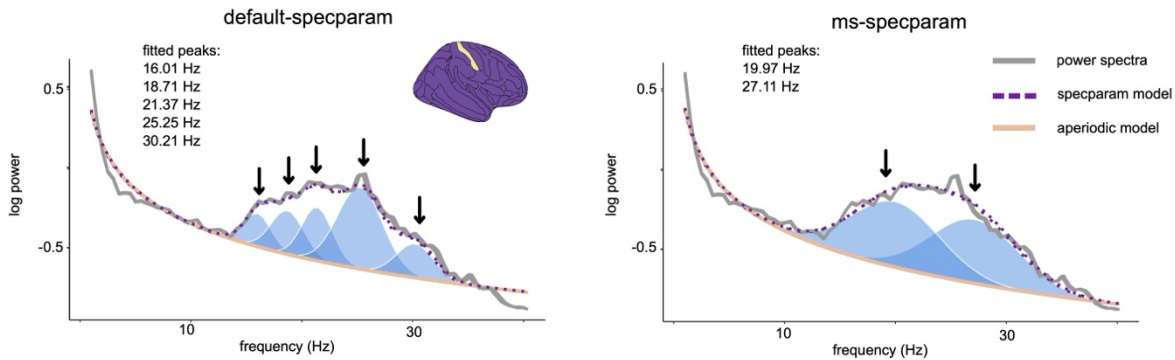 default-specparam
fitted peaks:
16.01 Hz
18.71 Hz
21.37 Hz
25.25 Hz
30.21 Hz
0.5
-0.5
log power
10
30
frequency (Hz)
ms-specparam
fitted peaks:
19.97 Hz
27.11 Hz
power spectra
specparam model
aperiodic model
0.5
-0.5
log power
10
30
frequency (Hz)